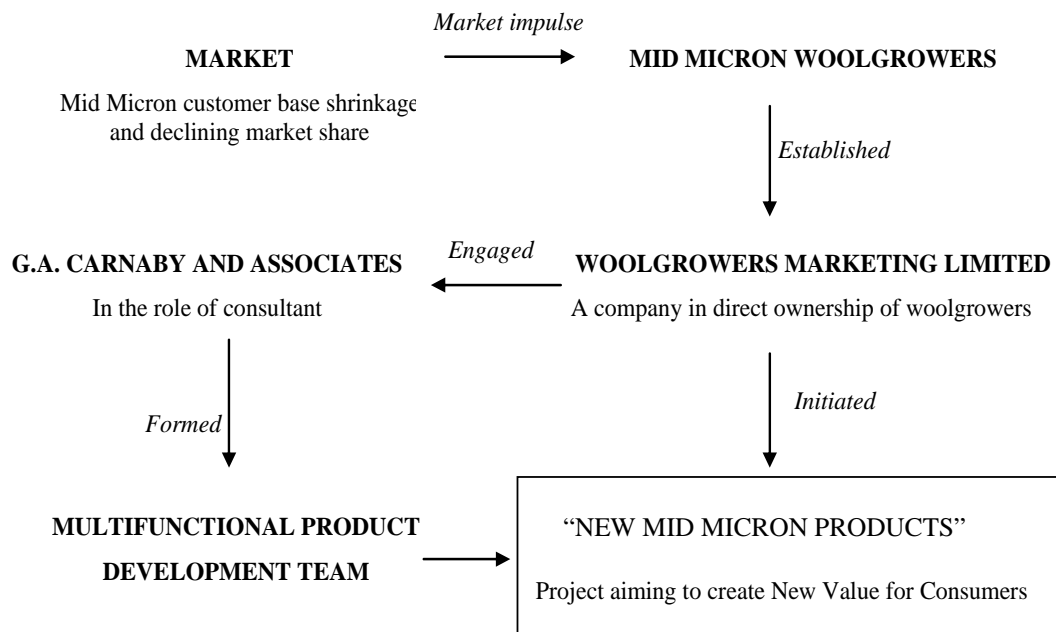 Market impulse
MARKET
MID MICRON WOOLGROWERS
Mid Micron customer base shrinkage
and declining market share
Established
G.A. CARNABY AND ASSOCIATES
Engaged
WOOLGROWERS MARKETING LIMITED
In the role of consultant
A company in direct ownership of woolgrowers
Formed
Initiated
MULTIFUNCTIONAL PRODUCT
DEVELOPMENT TEAM
“NEW MID MICRON PRODUCTS”
Project aiming to create New Value for Consumers